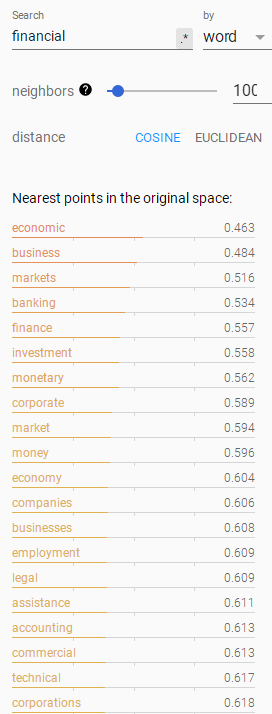 Search by
financial .* word
neighbors ? 100
distance COSINE EUCLIDEAN
Nearest points in the original space:
economic 0.463
business 0.484
markets 0.516
banking 0.534
finance 0.557
investment 0.558
monetary 0.562
corporate 0.589
market 0.594
money 0.596
economy 0.604
companies 0.606
businesses 0.608
employment 0.609
legal 0.609
assistance 0.611
accounting 0.613
commercial 0.613
technical 0.617
corporations 0.618